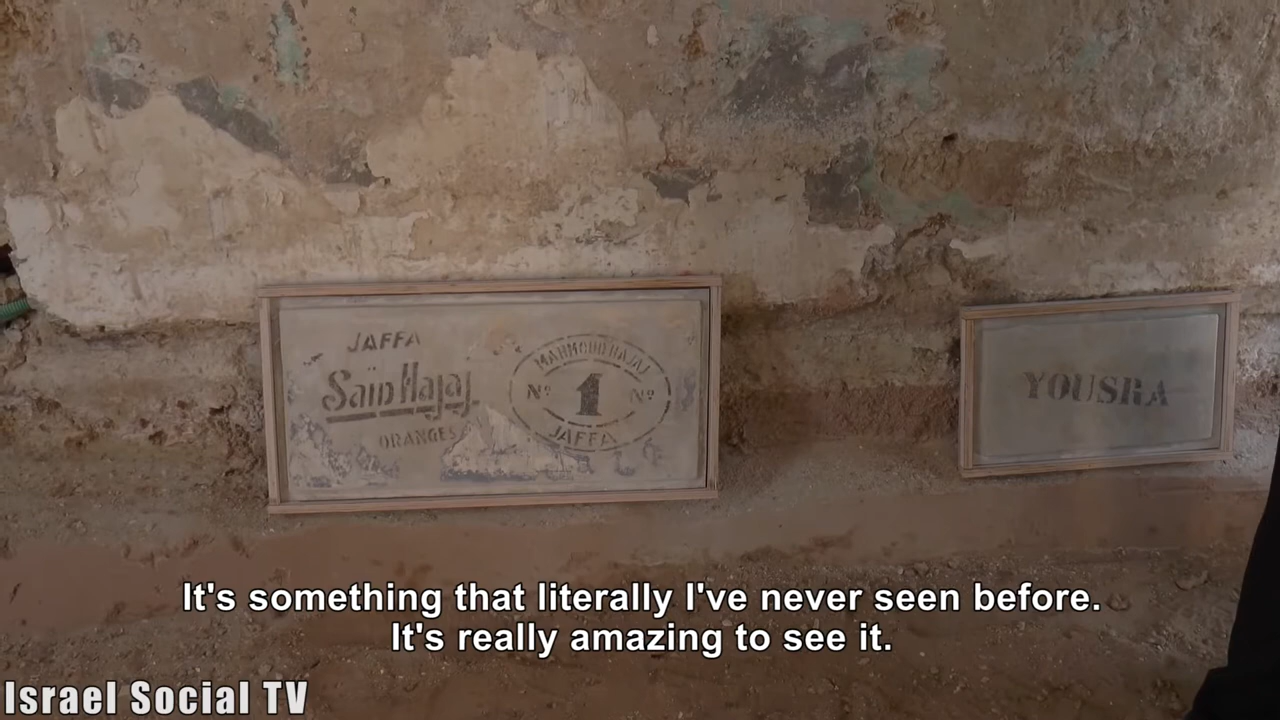 JAFFA
Saïd Hajaj
ORANGES
MAHMOUD HAJAJ
Nº 1 Nº
JAFFA
YOUSRA
It's something that literally I've never seen before.
It's really amazing to see it.
Israel Social TV